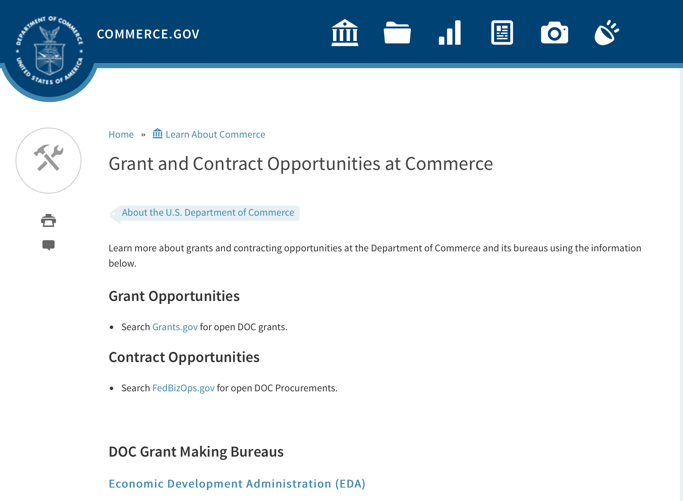 DEPARTMENT OF COMMERCE
UNITED STATES OF AMERICA
COMMERCE.GOV
Home » Learn About Commerce
Grant and Contract Opportunities at Commerce
About the U.S. Department of Commerce
Learn more about grants and contracting opportunities at the Department of Commerce and its bureaus using the information
below.
Grant Opportunities
• Search Grants.gov for open DOC grants.
Contract Opportunities
• Search FedBizOps.gov for open DOC Procurements.
DOC Grant Making Bureaus
Economic Development Administration (EDA)